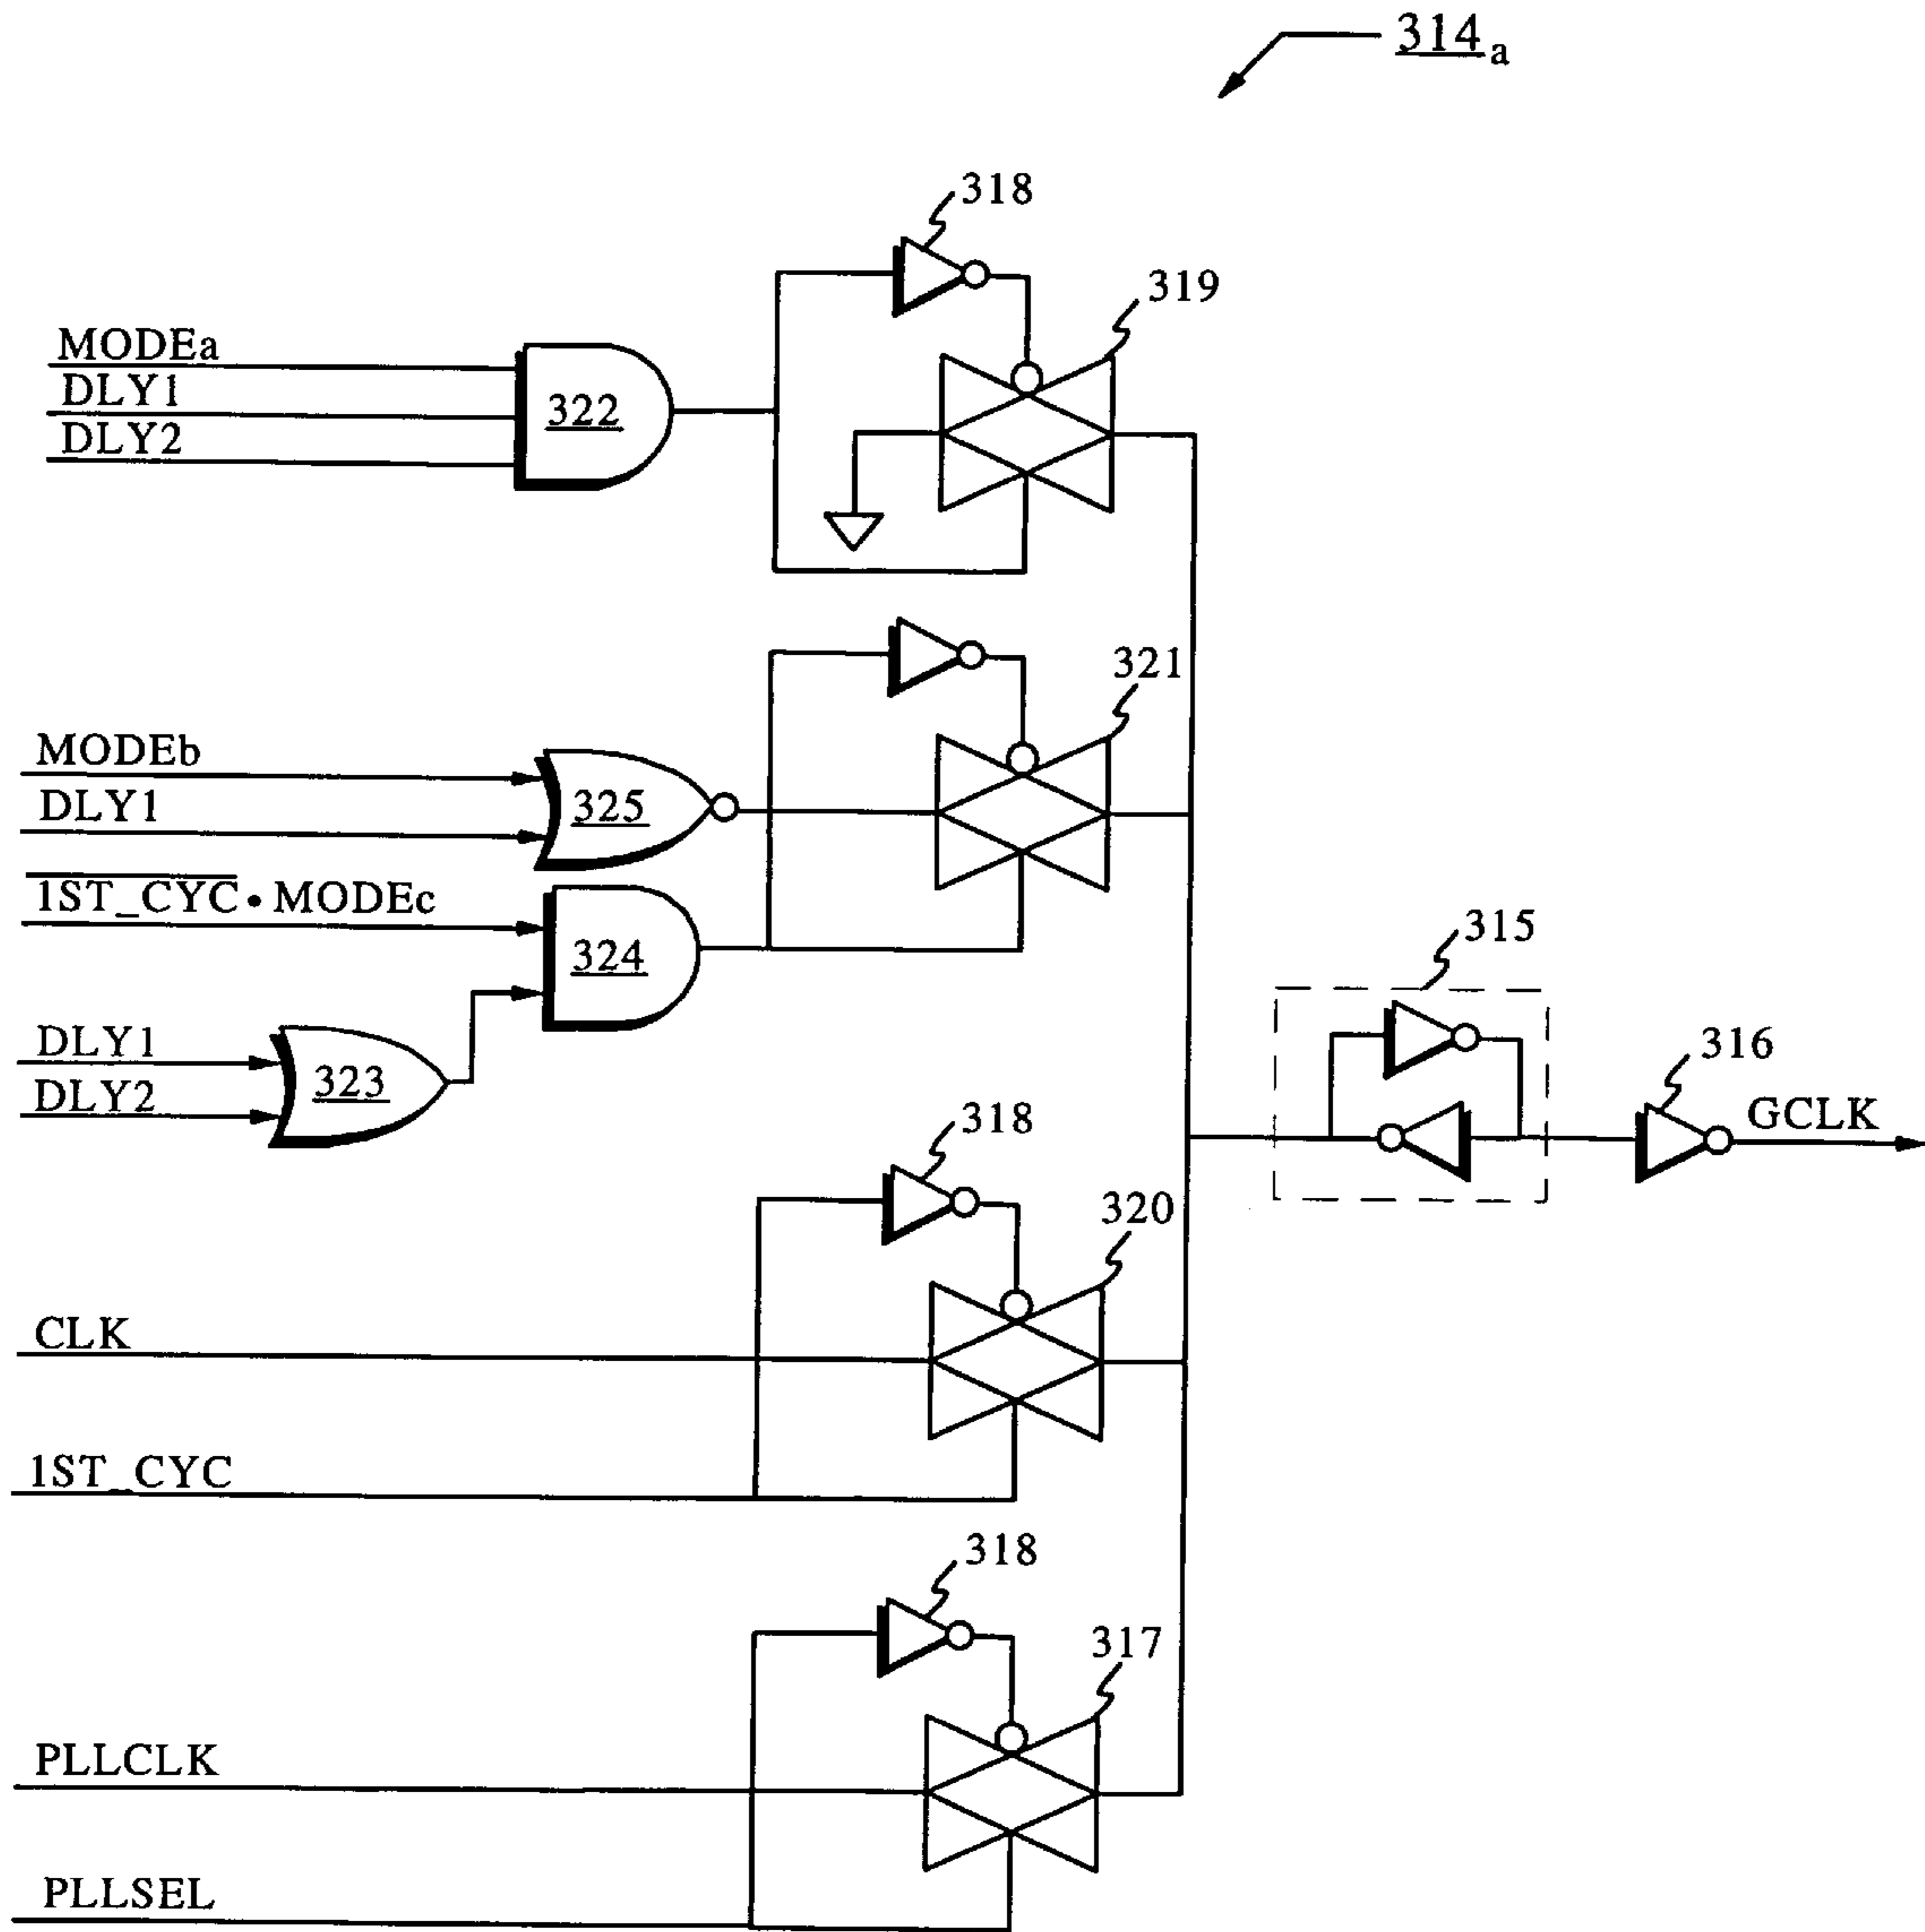 314a
318
319
MODEa
DLY1
DLY2
322
321
MODEb
DLY1
325
1ST_CYC•MODEc
324
315
DLY1
DLY2
323
316
GCLK
318
320
CLK
1ST_CYC
318
317
PLLCLK
PLLSEL